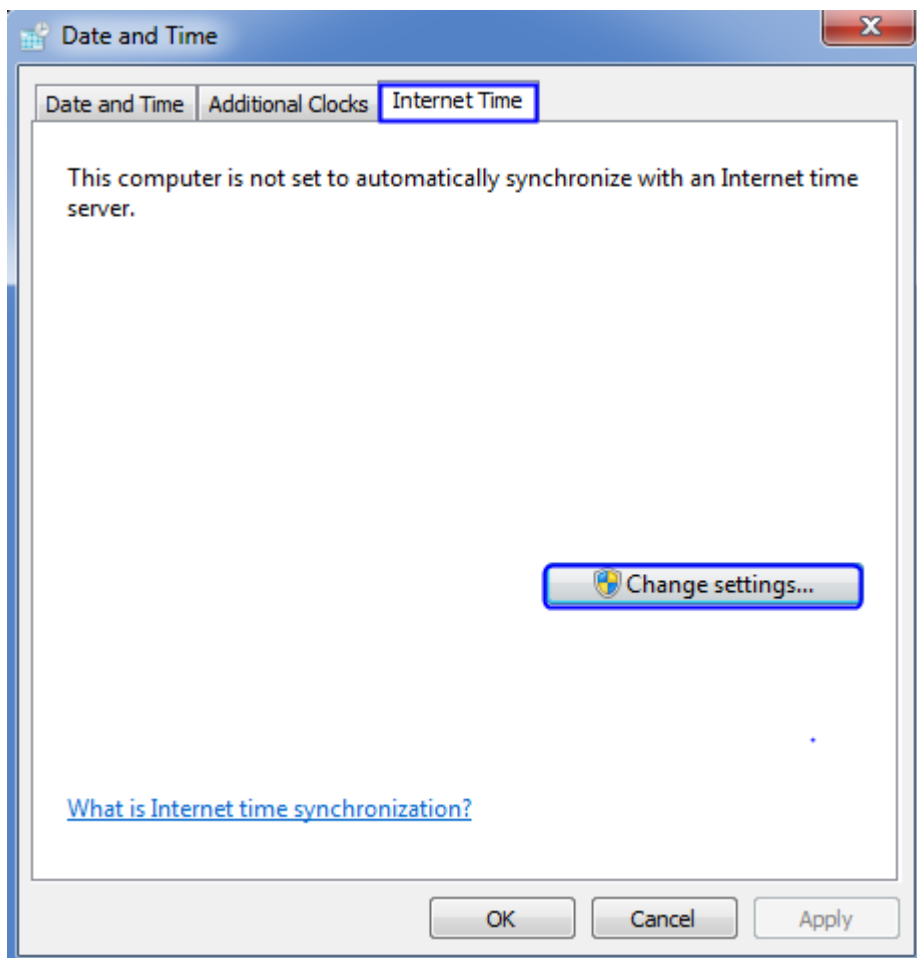 Date and Time
Date and Time Additional Clocks Internet Time
This computer is not set to automatically synchronize with an Internet time
server.
Change settings...
What is Internet time synchronization?
OK Cancel Apply